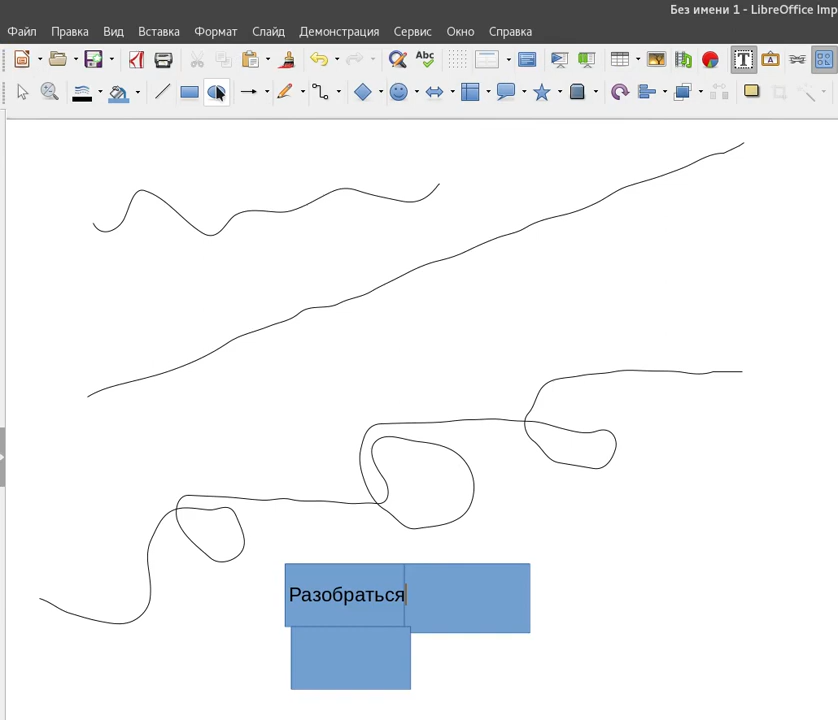 Без имени 1 - LibreOffice Imp
Файл Правка Вид Вставка Формат Слайд Демонстрация Сервис Окно Справка
Abc
T A
Разобраться